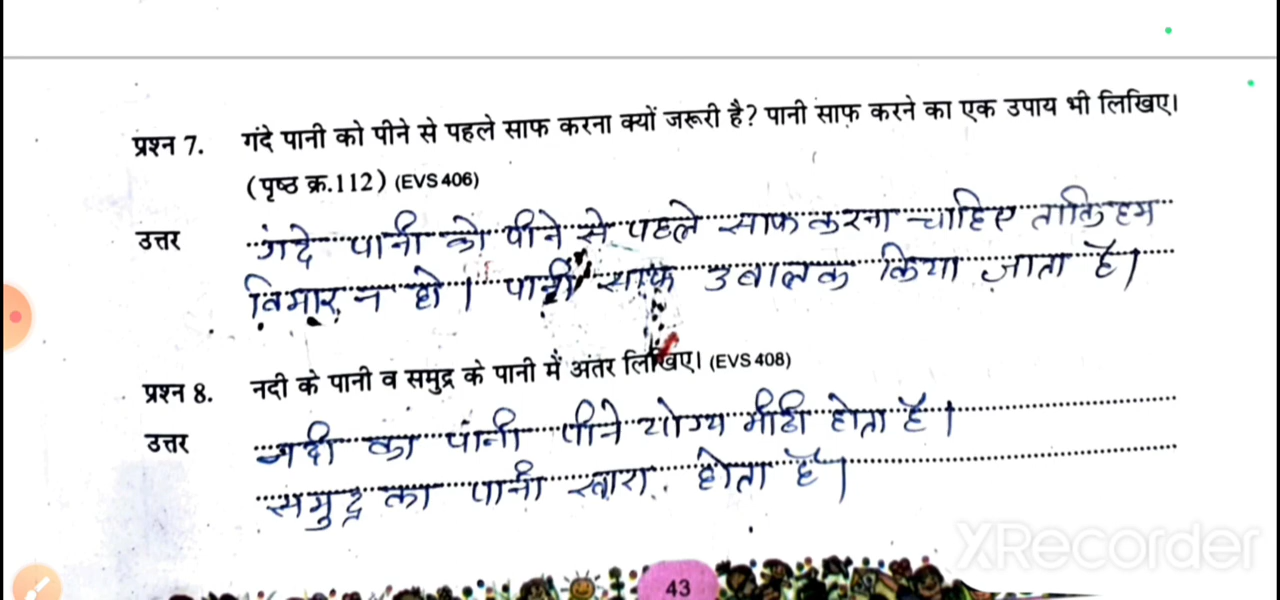 प्रश्न 7. गंदे पानी को पीने से पहले साफ करना क्यों जरूरी है? पानी साफ़ करने का एक उपाय भी लिखिए।
(पृष्ठ क्र.112) (EVS 406)
उत्तर गंदे पानी को पीने से पहले साफ करना चाहिए ताकि हम
बिमार न हो। पानी साफ उबालक किया जाता है।
प्रश्न 8. नदी के पानी व समुद्र के पानी में अंतर लिखिए। (EVS 408)
उत्तर नदी का पानी पीने योग्य मीठी होता है।
समुद्र का पानी खारा होता है।
XRecorder
43